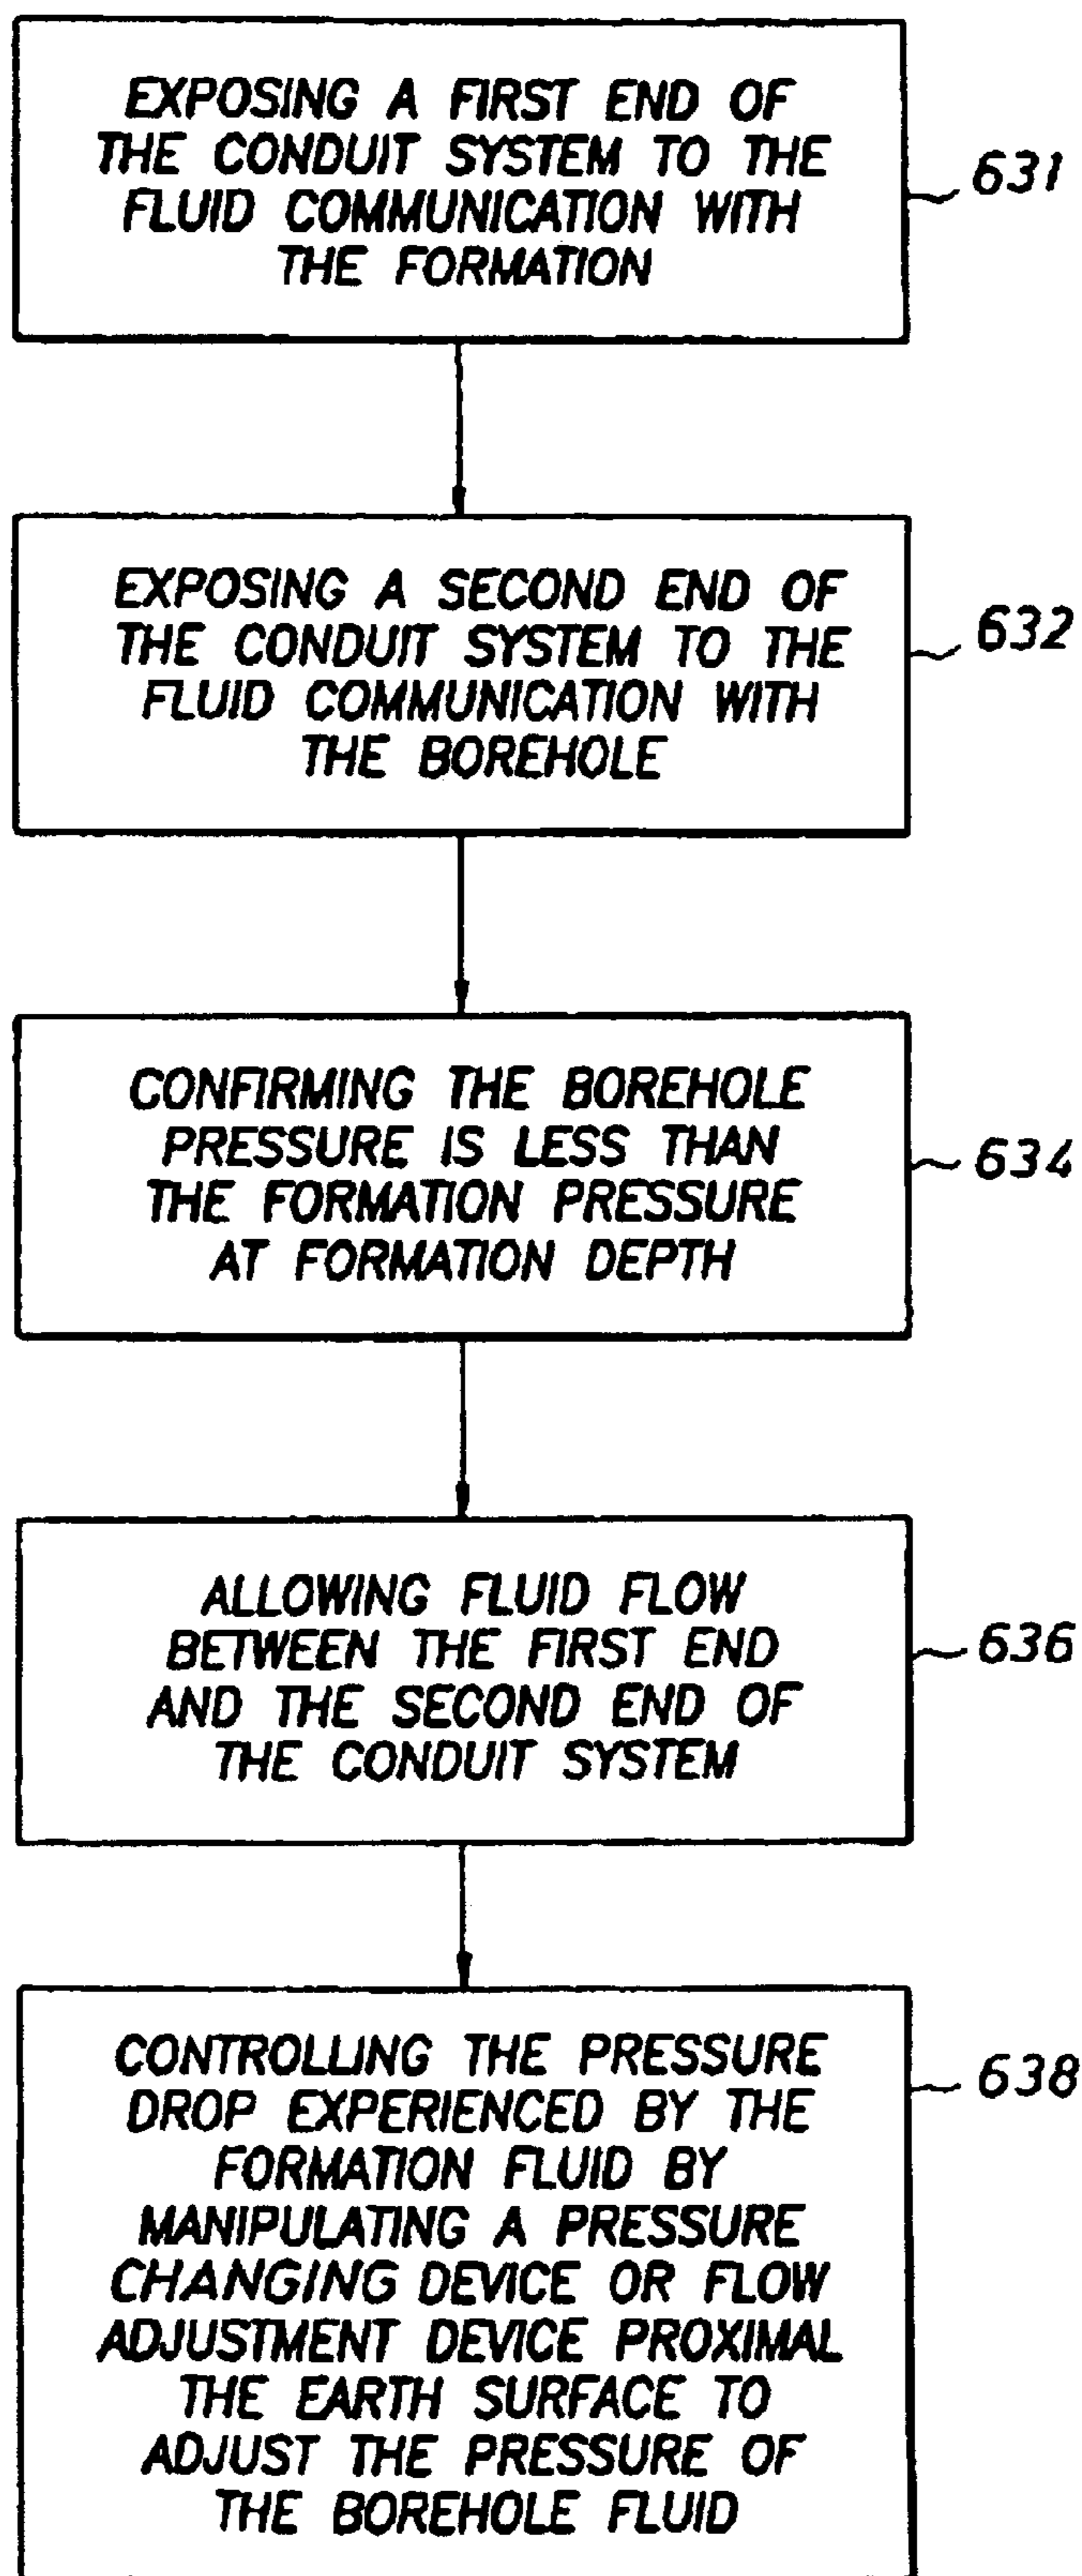 EXPOSING A FIRST END OF
THE CONDUIT SYSTEM TO THE
FLUID COMMUNICATION WITH
THE FORMATION
631
EXPOSING A SECOND END OF
THE CONDUIT SYSTEM TO THE
FLUID COMMUNICATION WITH
THE BOREHOLE
632
CONFIRMING THE BOREHOLE
PRESSURE IS LESS THAN
THE FORMATION PRESSURE
AT FORMATION DEPTH
634
ALLOWING FLUID FLOW
BETWEEN THE FIRST END
AND THE SECOND END OF
THE CONDUIT SYSTEM
636
CONTROLLING THE PRESSURE
DROP EXPERIENCED BY THE
FORMATION FLUID BY
MANIPULATING A PRESSURE
CHANGING DEVICE OR FLOW
ADJUSTMENT DEVICE PROXIMAL
THE EARTH SURFACE TO
ADJUST THE PRESSURE OF
THE BOREHOLE FLUID
638